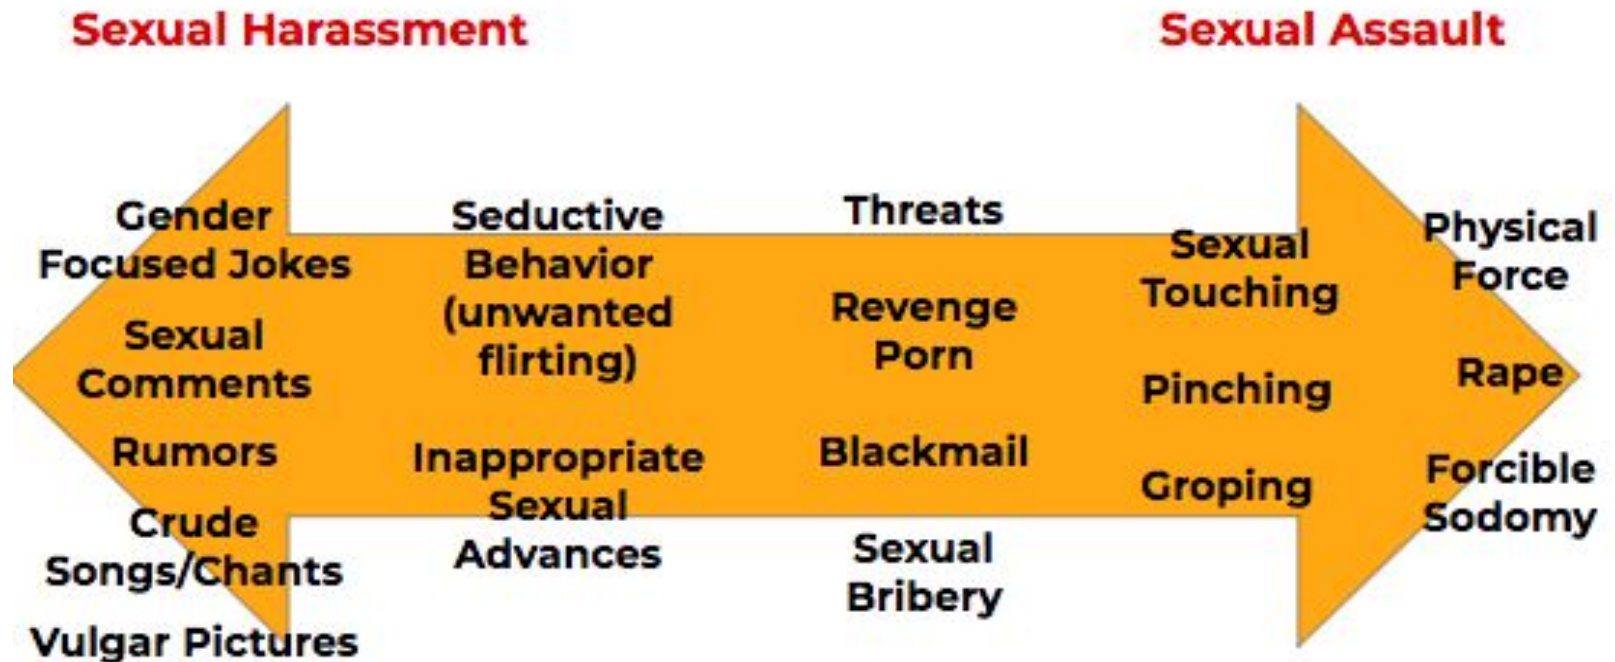 Sexual Harassment
Sexual Assault
Gender
Focused Jokes
Sexual
Comments
Rumors
Crude
Songs/Chants
Vulgar Pictures
Seductive
Behavior
(unwanted
flirting)
Inappropriate
Sexual
Advances
Threats
Revenge
Porn
Blackmail
Sexual
Bribery
Sexual
Touching
Pinching
Groping
Physical
Force
Rape
Forcible
Sodomy